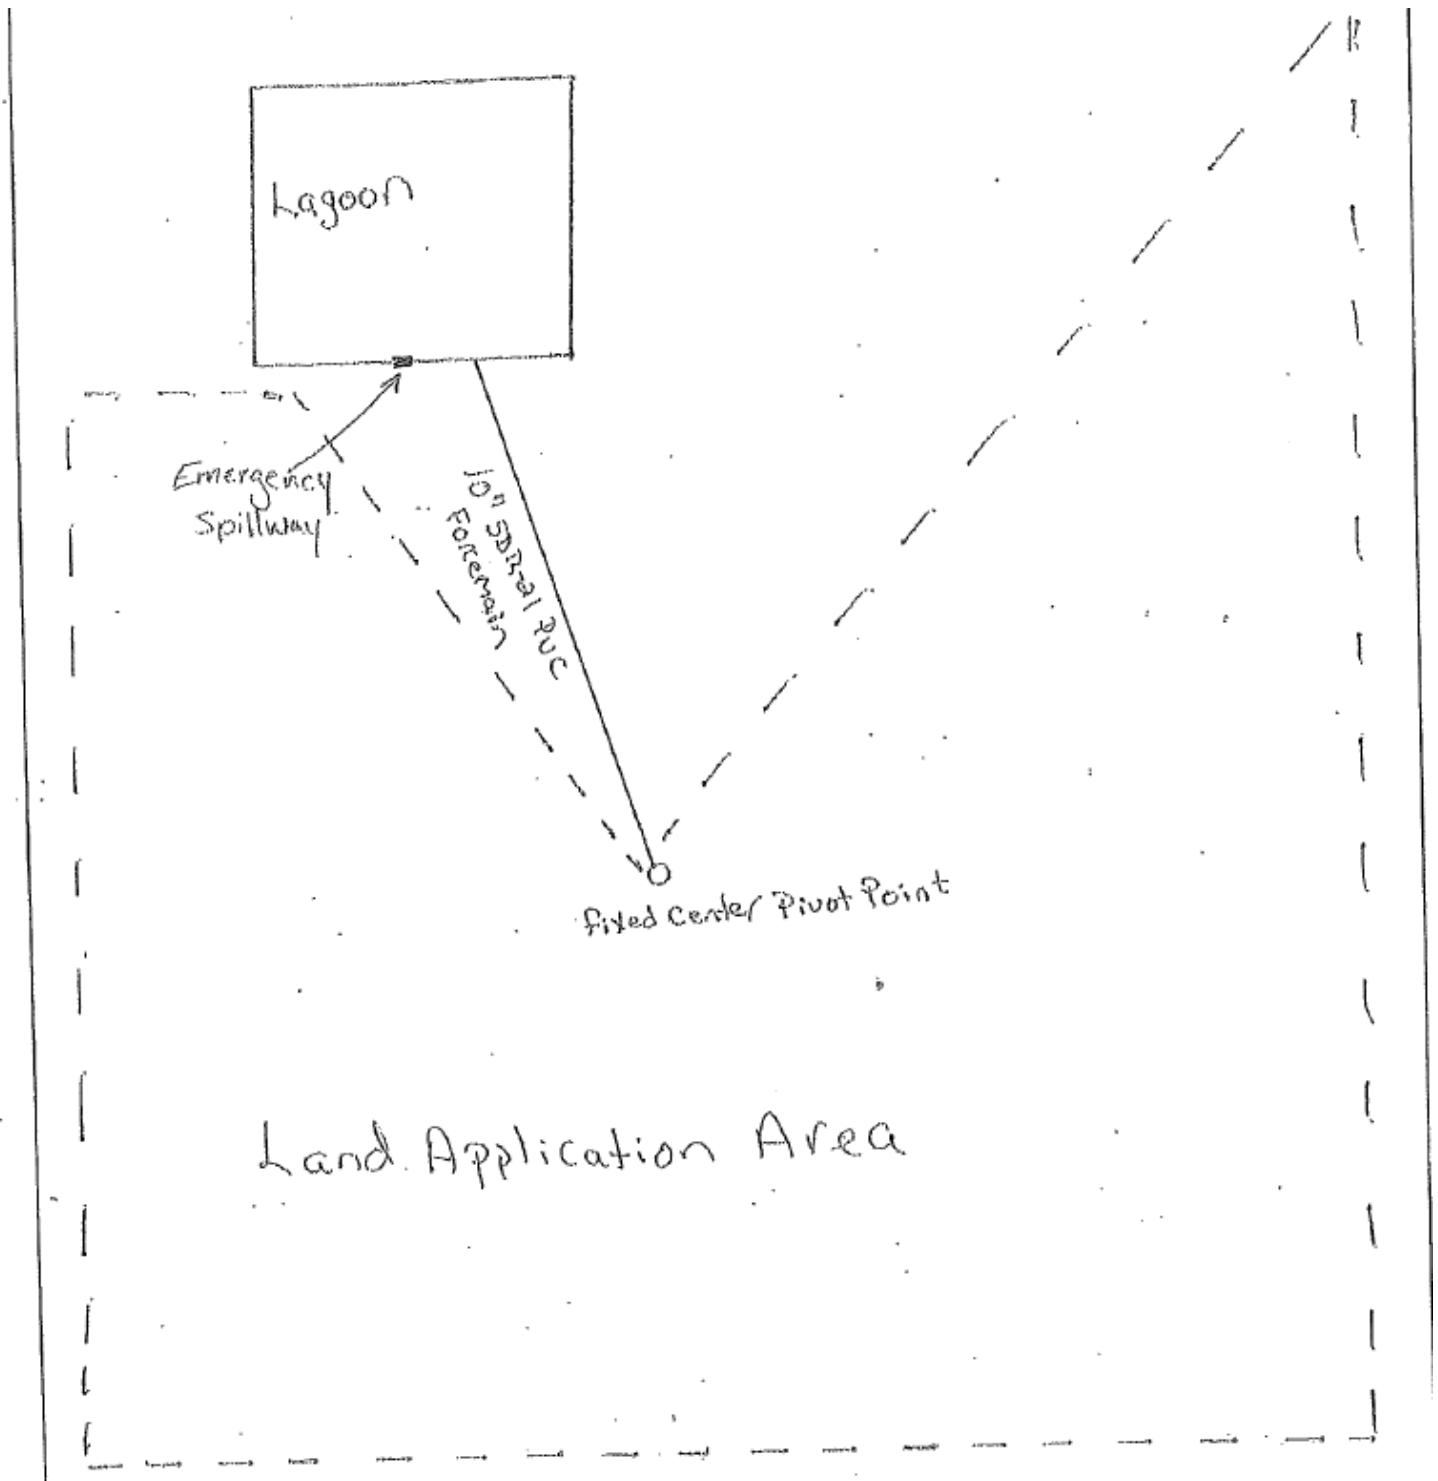 Lagoon
Emergency
Spillway
10" SDR-21 PVC
Forcemain
Fixed Center Pivot Point
Land Application Area